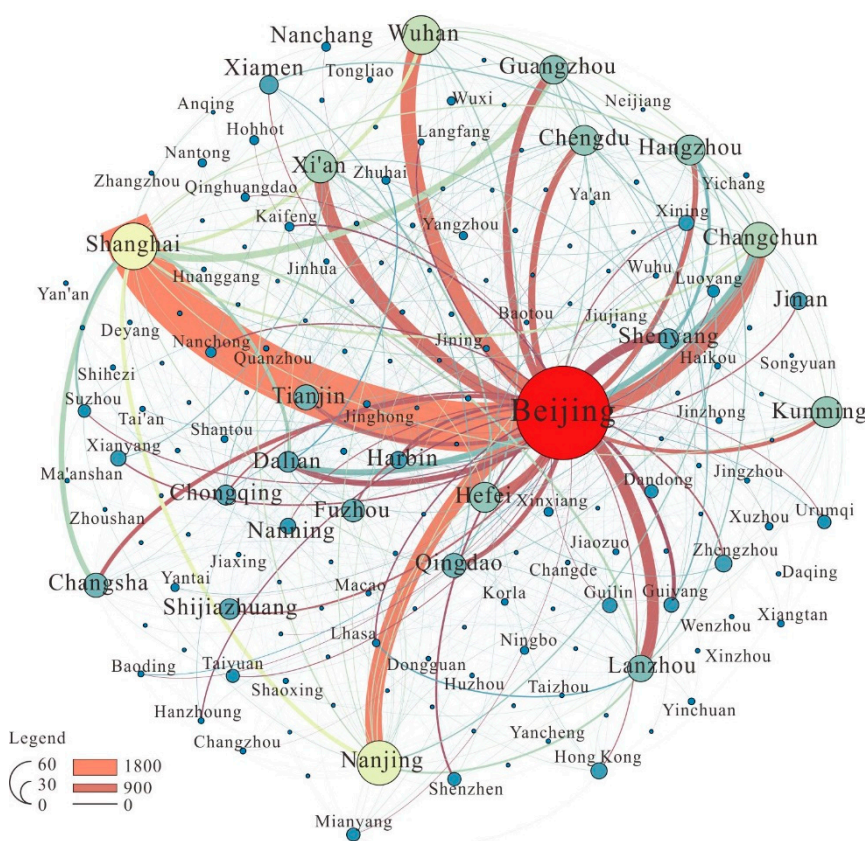 Nanchang
Wuhan
Guangzhou
Xiamen
Tongliao
Wuxi
Neijiang
Anqing
Hohhot
Langfang
Chengdu
Hangzhou
Nantong
Xi'an
Zhuhai
Yichang
Zhangzhou
Qinghuangdao
Ya'an
Xining
Kaifeng
Yangzhou
Changchun
Shanghai
Huanggang
Jinhua
Wuhu
Luoyang
Yan'an
Baotou
Jiujiang
Jinan
Deyang
Nanchong
Jining
Shenyang
Quanzhou
Haikou
Songyuan
Shihezi
Suzhou
Tianjin
Jinghong
Beijing
Jinzhong
Kunming
Tai'an
Shantou
Xianyang
Dalian
Harbin
Ma'anshan
Chongqing
Hefei
Dandong
Jingzhou
Fuzhou
Xinxiang
Urumqi
Zhoushan
Nanning
Xuzhou
Jiaozuo
Zhengzhou
Jiaxing
Qingdao
Changde
Daqing
Changsha
Yantai
Macao
Korla
Guilin
Guiyang
Shijiazhuang
Wenzhou
Xiangtan
Lhasa
Ningbo
Xinzhou
Baoding
Taiyuan
Dongguan
Lanzhou
Shaoxing
Huzhou
Taizhou
Hanzhoung
Yinchuan
Changzhou
Yancheng
Nanjing
Hong Kong
Shenzhen
Mianyang
Legend
60
30
0
1800
900
0